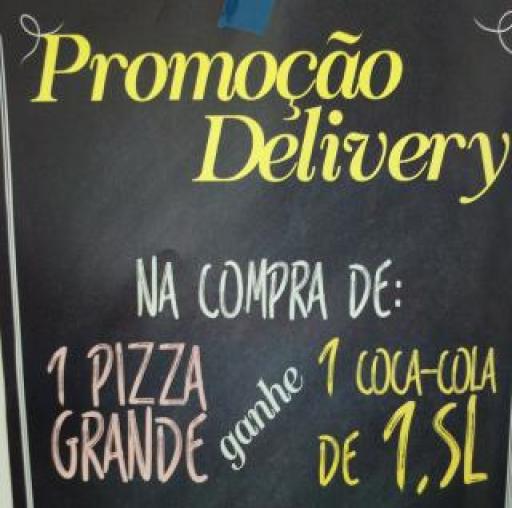 Promoção
Delivery
NA COMPRA DE:
1 PIZZA
GRANDE
ganhe
1 COCA-COLA
DE 1,5L